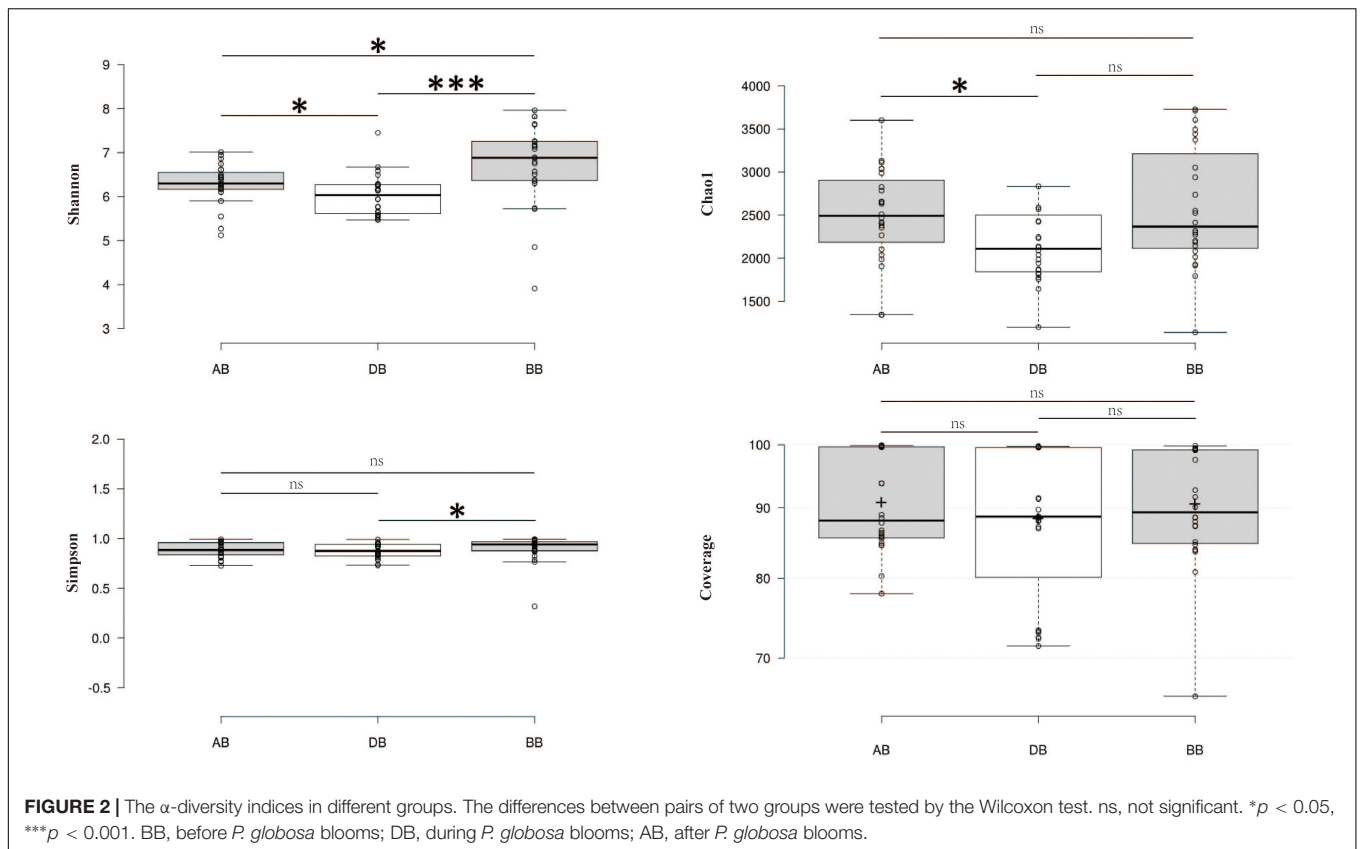 *
***
*
Shannon
9
8
7
6
5
4
3
AB DB BB
ns
ns
*
Chao1
4000
3500
3000
2500
2000
1500
AB DB BB
ns
ns
*
Simpson
2.0
1.5
1.0
0.5
0.0
-0.5
AB DB BB
ns
ns
ns
Coverage
100
90
80
70
AB DB BB
FIGURE 2 | The α-diversity indices in different groups. The differences between pairs of two groups were tested by the Wilcoxon test. ns, not significant. *p < 0.05,
***p < 0.001. BB, before P. globosa blooms; DB, during P. globosa blooms; AB, after P. globosa blooms.